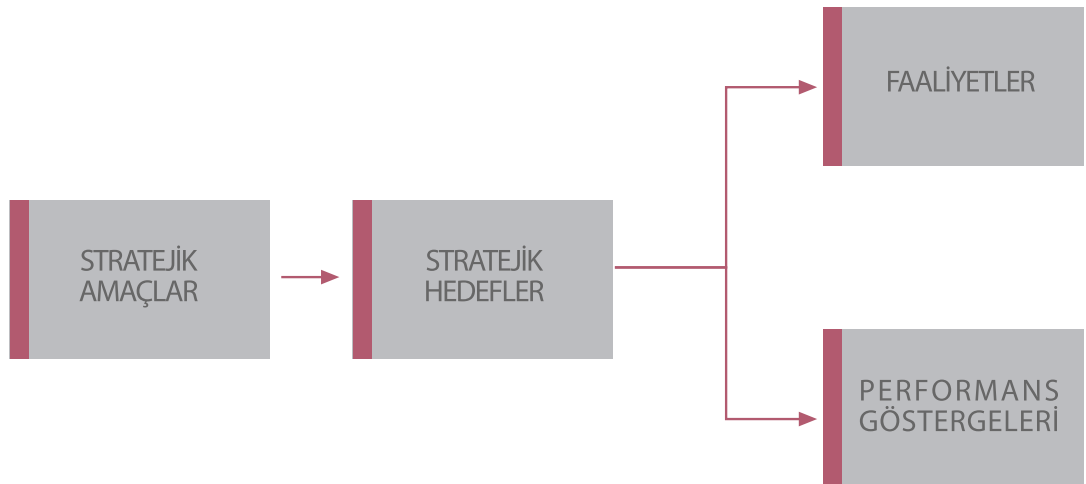 STRATEJİK
AMAÇLAR
STRATEJİK
HEDEFLER
FAALİYETLER
PERFORMANS
GÖSTERGELERİ